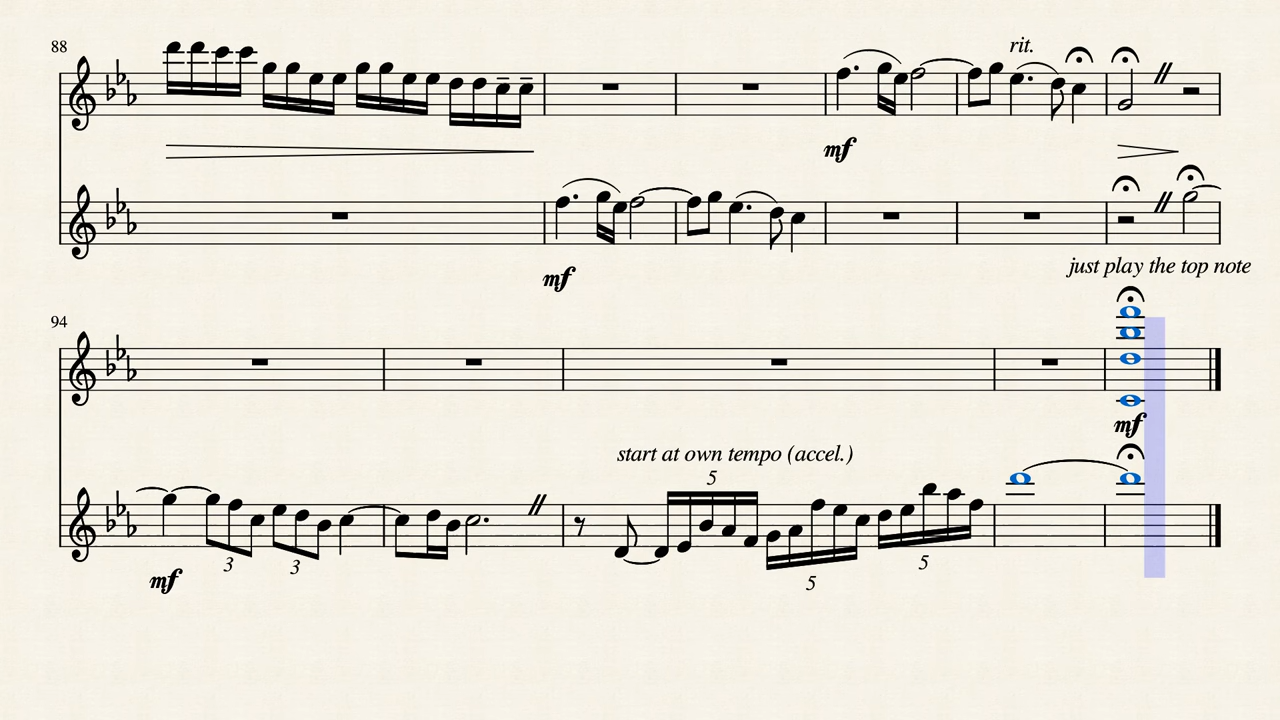 88
rit.
mf
mf
just play the top note
94
mf
start at own tempo (accel.)
5
3
3
5
5
mf